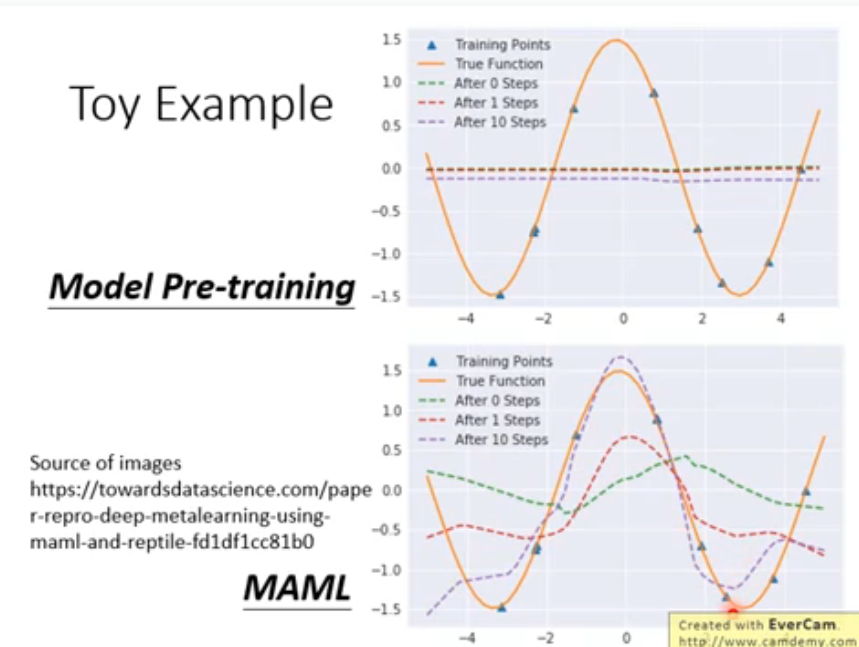 Toy Example
Model Pre-training
1.5
1.0
0.5
0.0
−0.5
−1.0
−1.5
Training Points
True Function
After 0 Steps
After 1 Steps
After 10 Steps
−4
−2
0
2
4
Source of images
https://towardsdatascience.com/pape
r-repro-deep-metalearning-using-
maml-and-reptile-fd1df1cc81b0
MAML
1.5
1.0
0.5
0.0
−0.5
−1.0
−1.5
Training Points
True Function
After 0 Steps
After 1 Steps
After 10 Steps
−4
−2
0
Created with EverCam.
http://www.camdemy.com